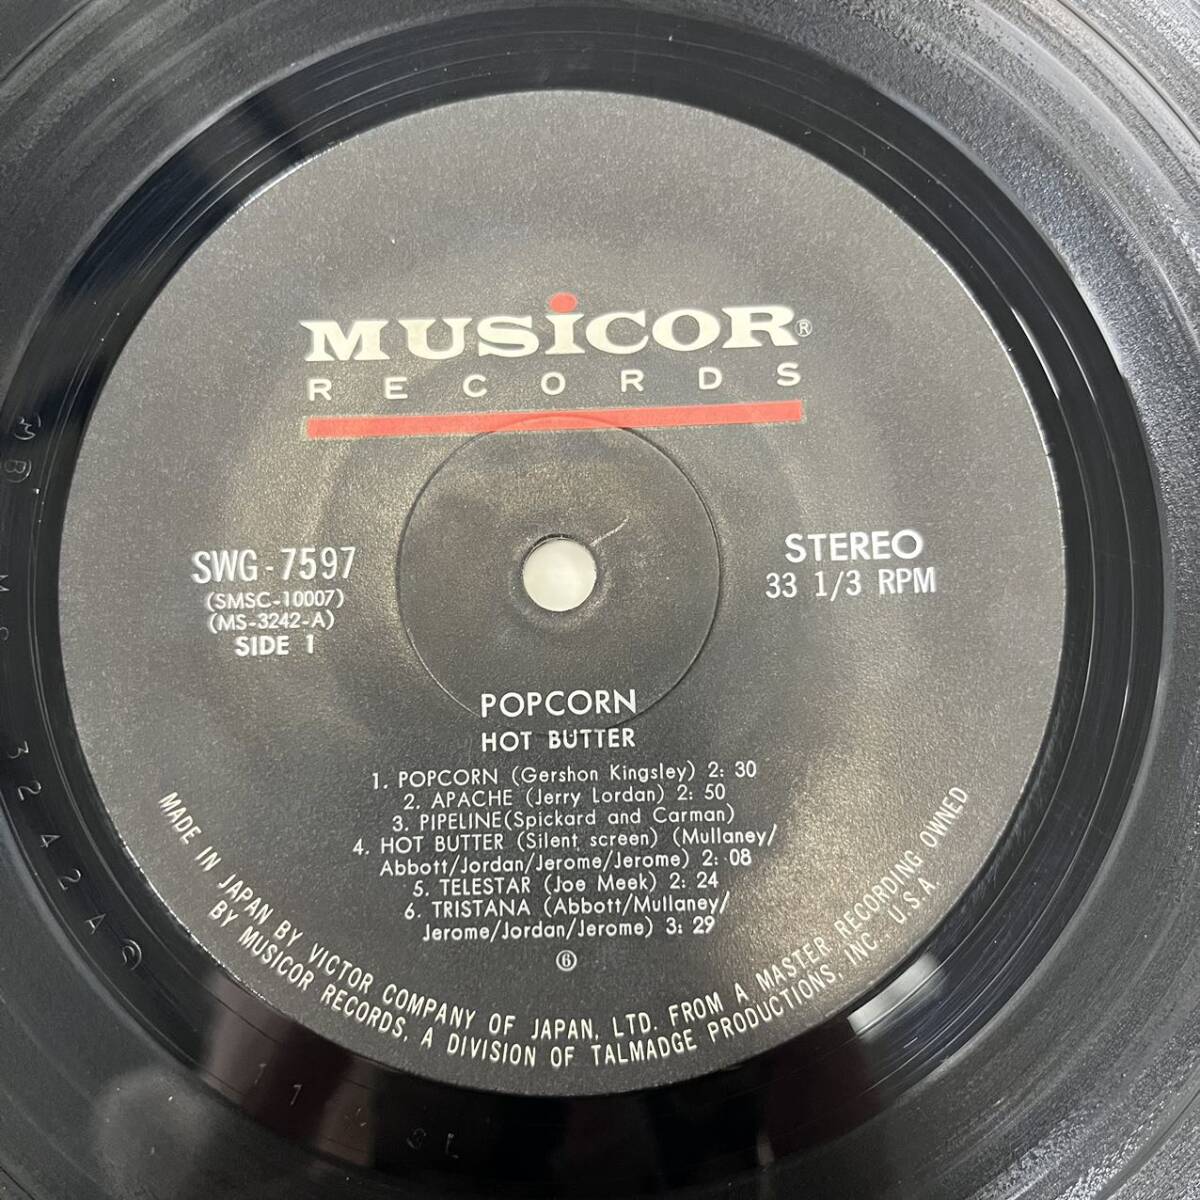 MUSiCOR®
RECORDS
SWG-7597
(SMSC-10007)
(MS-3242-A)
SIDE 1
STEREO
33 1/3 RPM
POPCORN
HOT BUTTER
1. POPCORN (Gershon Kingsley) 2: 30
2. APACHE (Jerry Lordan) 2: 50
3. PIPELINE(Spickard and Carman)
4. HOT BUTTER (Silent screen) (Mullaney/
Abbott/Jordan/Jerome/Jerome) 2: 08
5. TELESTAR (Joe Meek) 2: 24
6. TRISTANA (Abbott/Mullaney/
Jerome/Jordan/Jerome) 3: 29
⑥
MADE IN JAPAN BY VICTOR COMPANY OF JAPAN, LTD. FROM A MASTER RECORDING OWNED
BY MUSICOR RECORDS, A DIVISION OF TALMADGE PRODUCTIONS, INC., U.S.A.
3242A
11